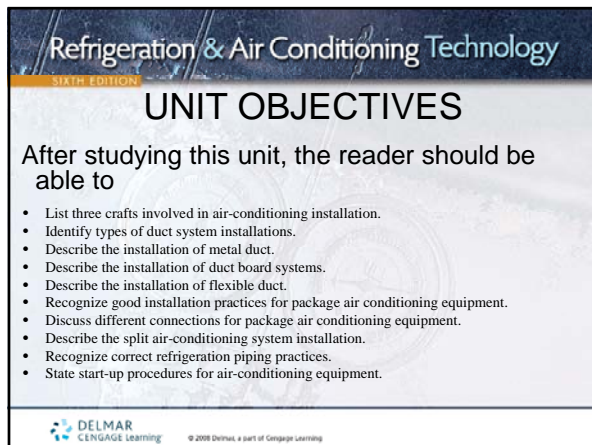 Refrigeration & Air Conditioning Technology
SIXTH EDITION
UNIT OBJECTIVES
After studying this unit, the reader should be
able to
• List three crafts involved in air-conditioning installation.
• Identify types of duct system installations.
• Describe the installation of metal duct.
• Describe the installation of duct board systems.
• Describe the installation of flexible duct.
• Recognize good installation practices for package air conditioning equipment.
• Discuss different connections for package air conditioning equipment.
• Describe the split air-conditioning system installation.
• Recognize correct refrigeration piping practices.
• State start-up procedures for air-conditioning equipment.
DELMAR
CENGAGE Learning
© 2008 Delmar, a part of Cengage Learning